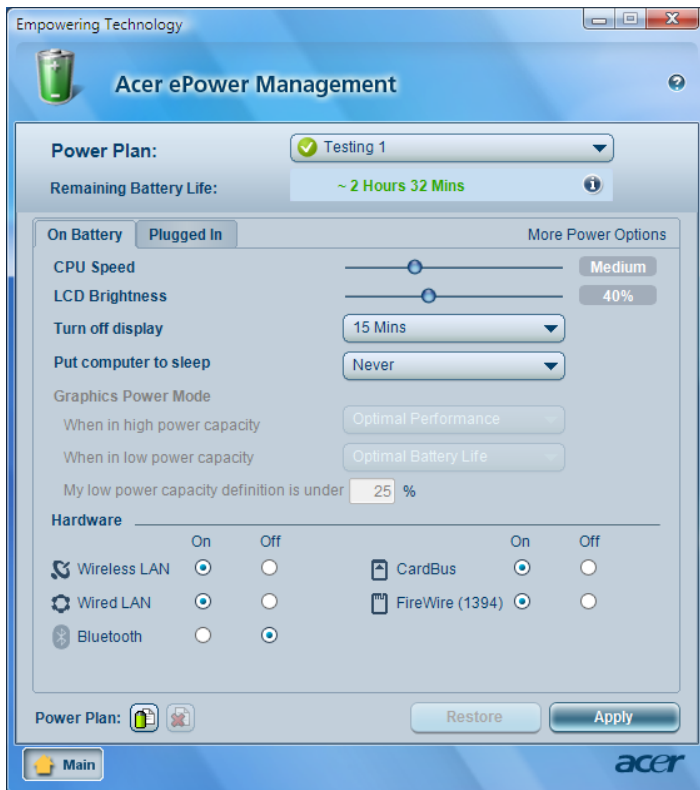 Empowering Technology
Acer ePower Management
Power Plan: Testing 1
Remaining Battery Life: ~ 2 Hours 32 Mins
On Battery Plugged In More Power Options
CPU Speed Medium
LCD Brightness 40%
Turn off display 15 Mins
Put computer to sleep Never
Graphics Power Mode
When in high power capacity Optimal Performance
When in low power capacity Optimal Battery Life
My low power capacity definition is under 25 %
Hardware
On Off On Off
Wireless LAN CardBus
Wired LAN FireWire (1394)
Bluetooth
Power Plan: Restore Apply
Main acer